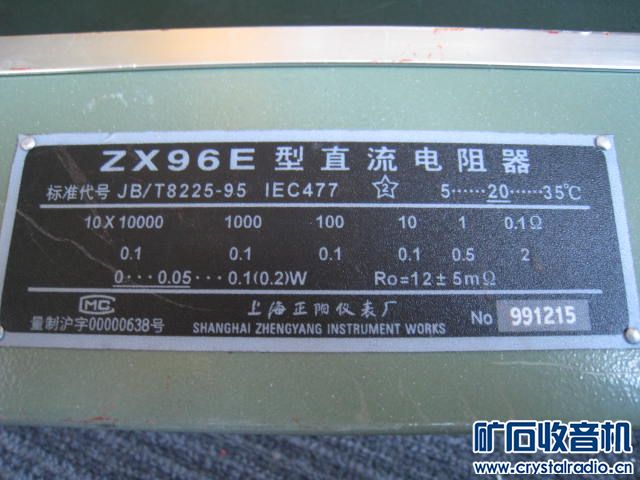 ZX96E 型直流电阻器
标准代号 JB/T8225-95 IEC477 2 5······20······35℃
10X10000 1000 100 10 1 0.1Ω
0.1 0.1 0.1 0.1 0.5 2
0···0.05···0.1(0.2)W Ro=12±5mΩ
MC
量制沪字00000638号
上海正阳仪表厂
SHANGHAI ZHENGYANG INSTRUMENT WORKS
No 991215
矿石收音机
www.crystalradio.cn